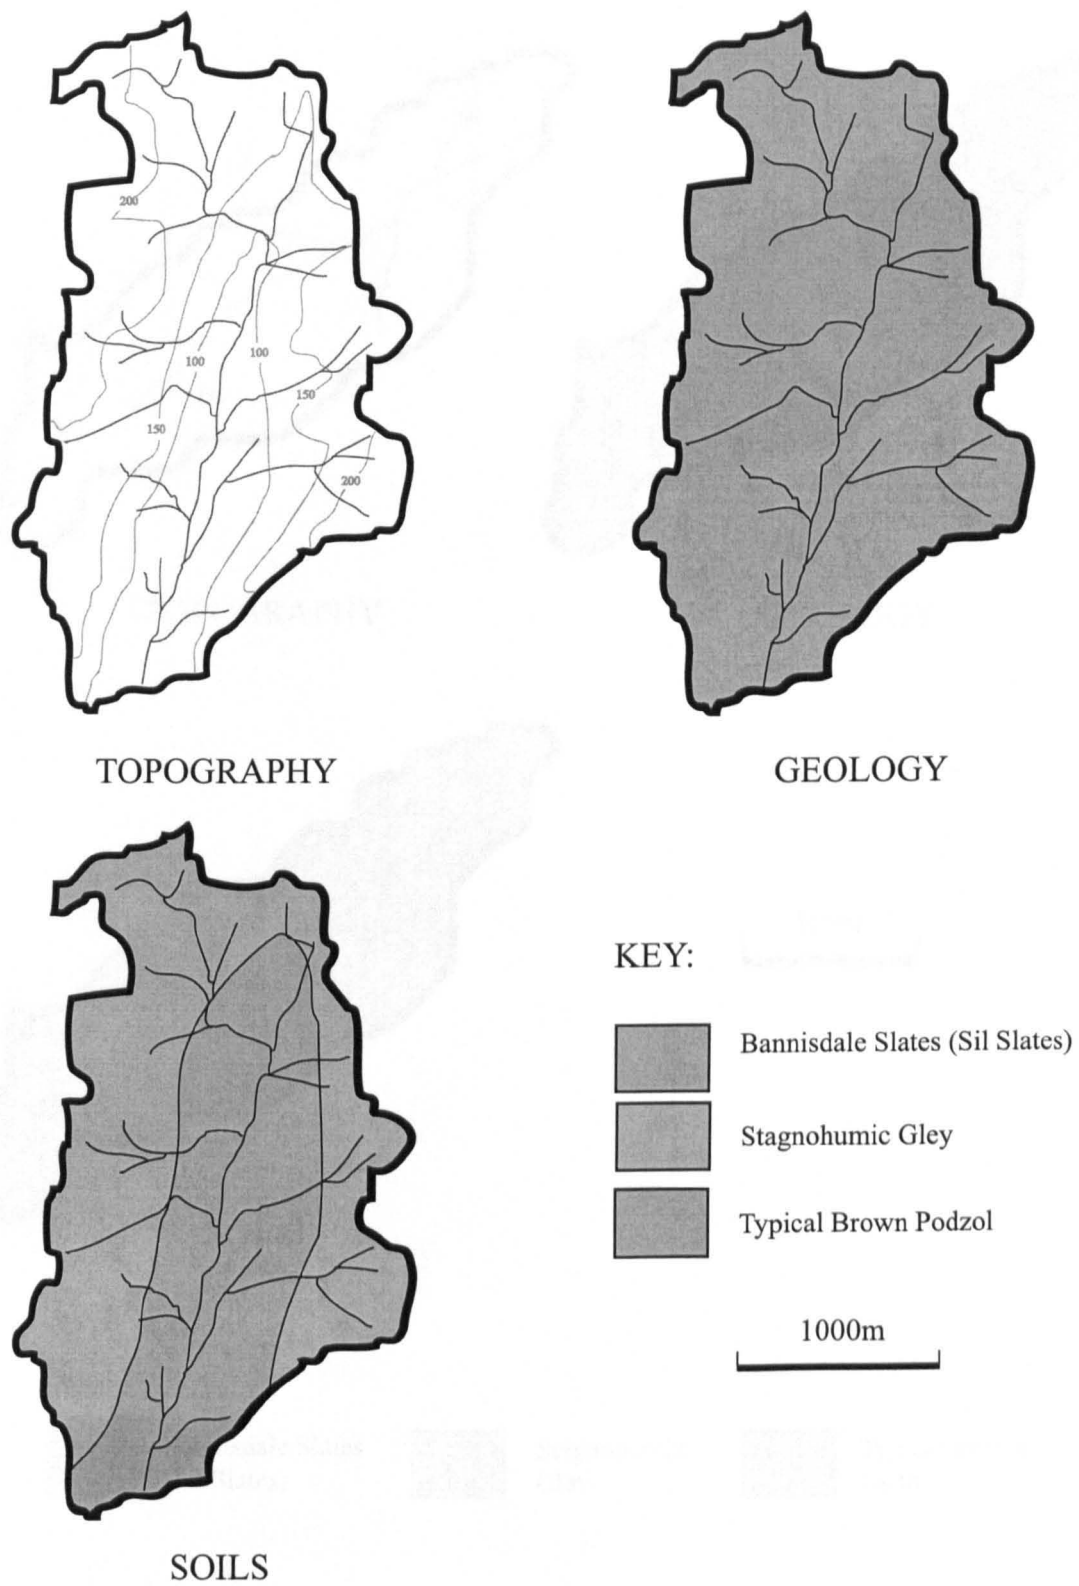 200
100
100
150
150
200
TOPOGRAPHY
GEOLOGY
KEY:
Bannisdale Slates (Sil Slates)
Stagnohumic Gley
Typical Brown Podzol
1000m
SOILS